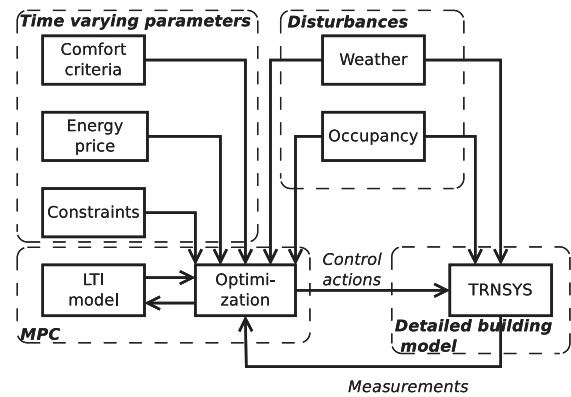 Time varying parameters
Comfort
criteria
Energy
price
Constraints
Disturbances
Weather
Occupancy
LTI
model
Optimi-
zation
MPC
Control
actions
TRNSYS
Detailed building
model
Measurements